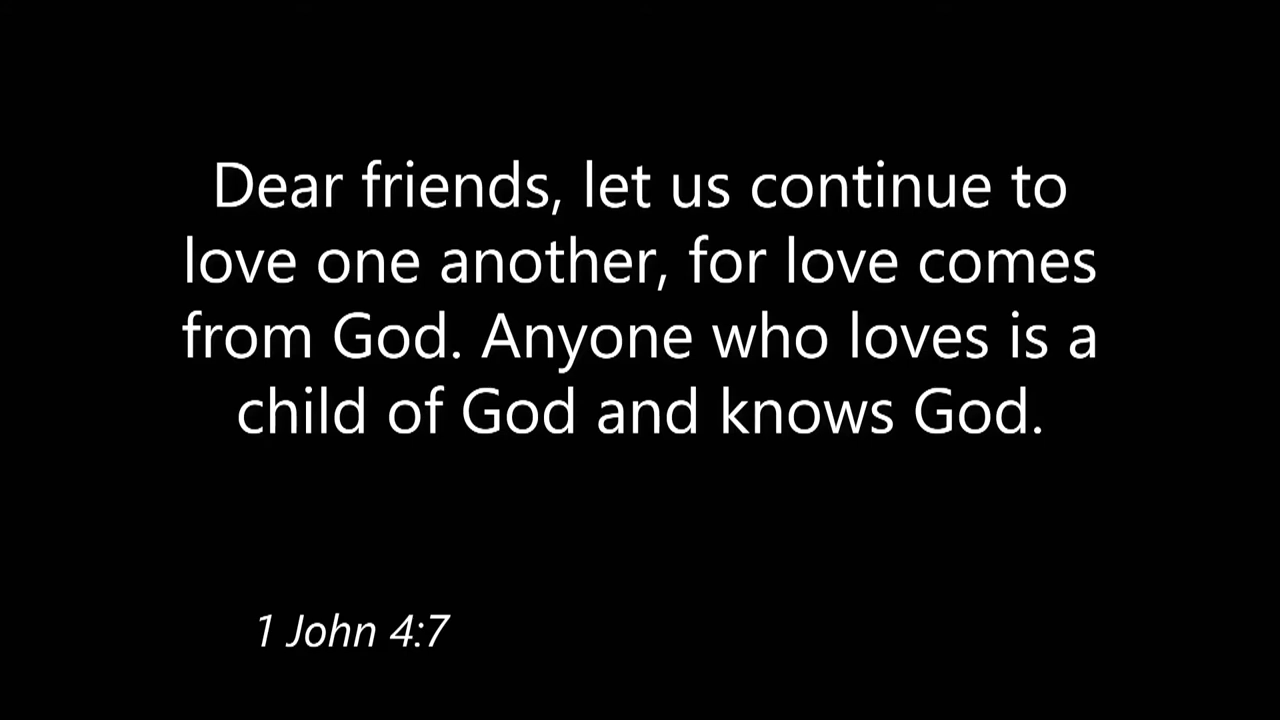 Dear friends, let us continue to
love one another, for love comes
from God. Anyone who loves is a
child of God and knows God.
1 John 4:7